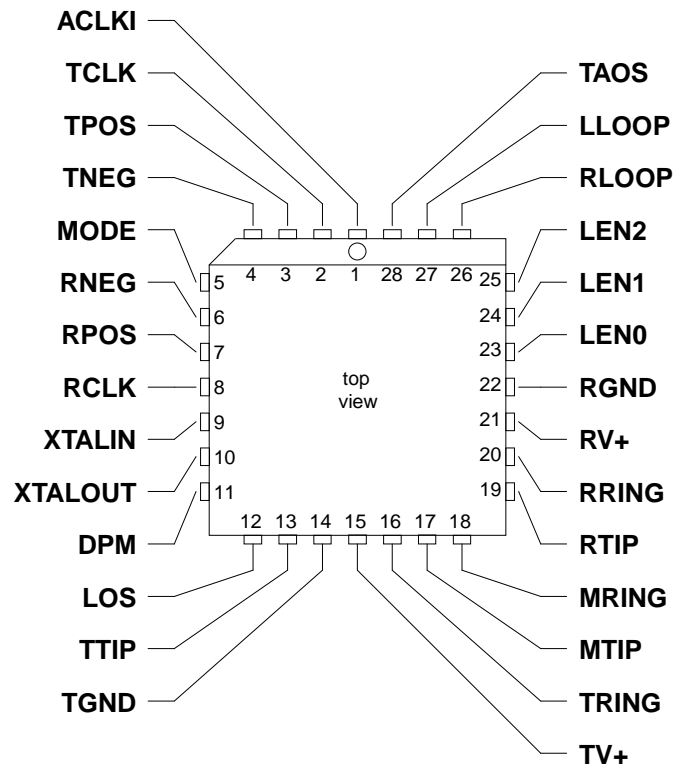 ACLKI
TCLK TAOS
TPOS LLOOP
TNEG RLOOP
MODE LEN2
4 3 2 1 28 27 26
5 25
RNEG LEN1
6 24
RPOS LEN0
7 23
RCLK 8 top 22 RGND
view
XTALIN 9 21 RV+
XTALOUT 10 20 RRING
11 19
DPM RTIP
12 13 14 15 16 17 18
LOS MRING
TTIP MTIP
TGND TRING
TV+